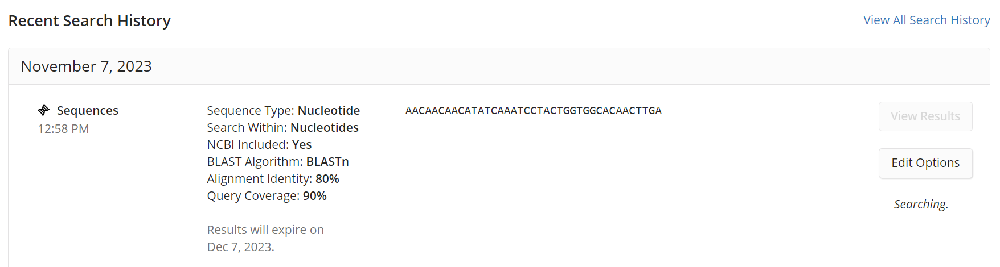 Recent Search History
View All Search History
November 7, 2023
Sequences
12:58 PM
Sequence Type: Nucleotide
Search Within: Nucleotides
NCBI Included: Yes
BLAST Algorithm: BLASTn
Alignment Identity: 80%
Query Coverage: 90%
Results will expire on
Dec 7, 2023.
AACAACAACATATCAAATCCTACTGGTGGCACAACTTGA
View Results
Edit Options
Searching.